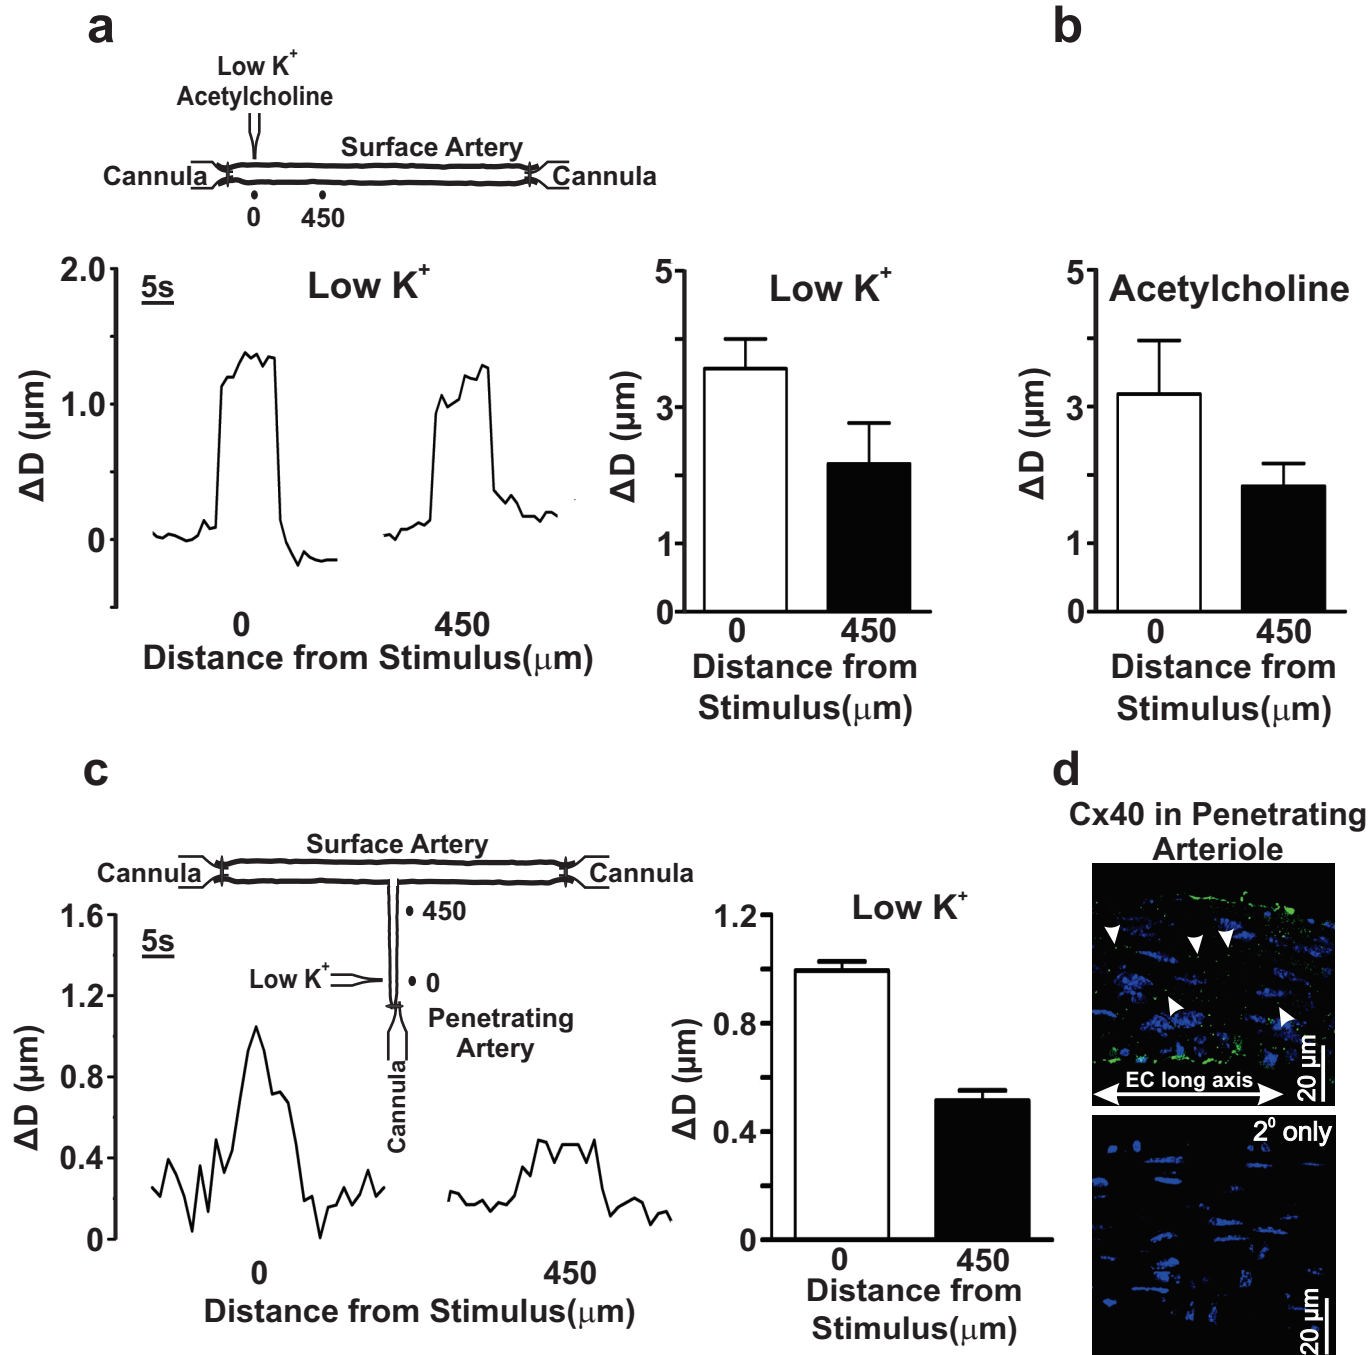 a
Low K⁺
Acetylcholine
Surface Artery
Cannula
Cannula
0
450
2.0
1.0
0
ΔD (μm)
5s
Low K⁺
0
450
Distance from Stimulus(μm)
5
3
1
0
ΔD (μm)
Low K⁺
0
450
Distance from
Stimulus(μm)
b
5
3
1
0
ΔD (μm)
Acetylcholine
0
450
Distance from
Stimulus(μm)
c
Surface Artery
Cannula
Cannula
450
Low K⁺
0
Penetrating
Artery
Cannula
1.6
1.2
0.8
0.4
0
ΔD (μm)
5s
0
450
Distance from Stimulus(μm)
1.2
0.8
0.4
0
ΔD (μm)
Low K⁺
0
450
Distance from
Stimulus(μm)
d
Cx40 in Penetrating
Arteriole
EC long axis
20 μm
2⁰ only
20 μm